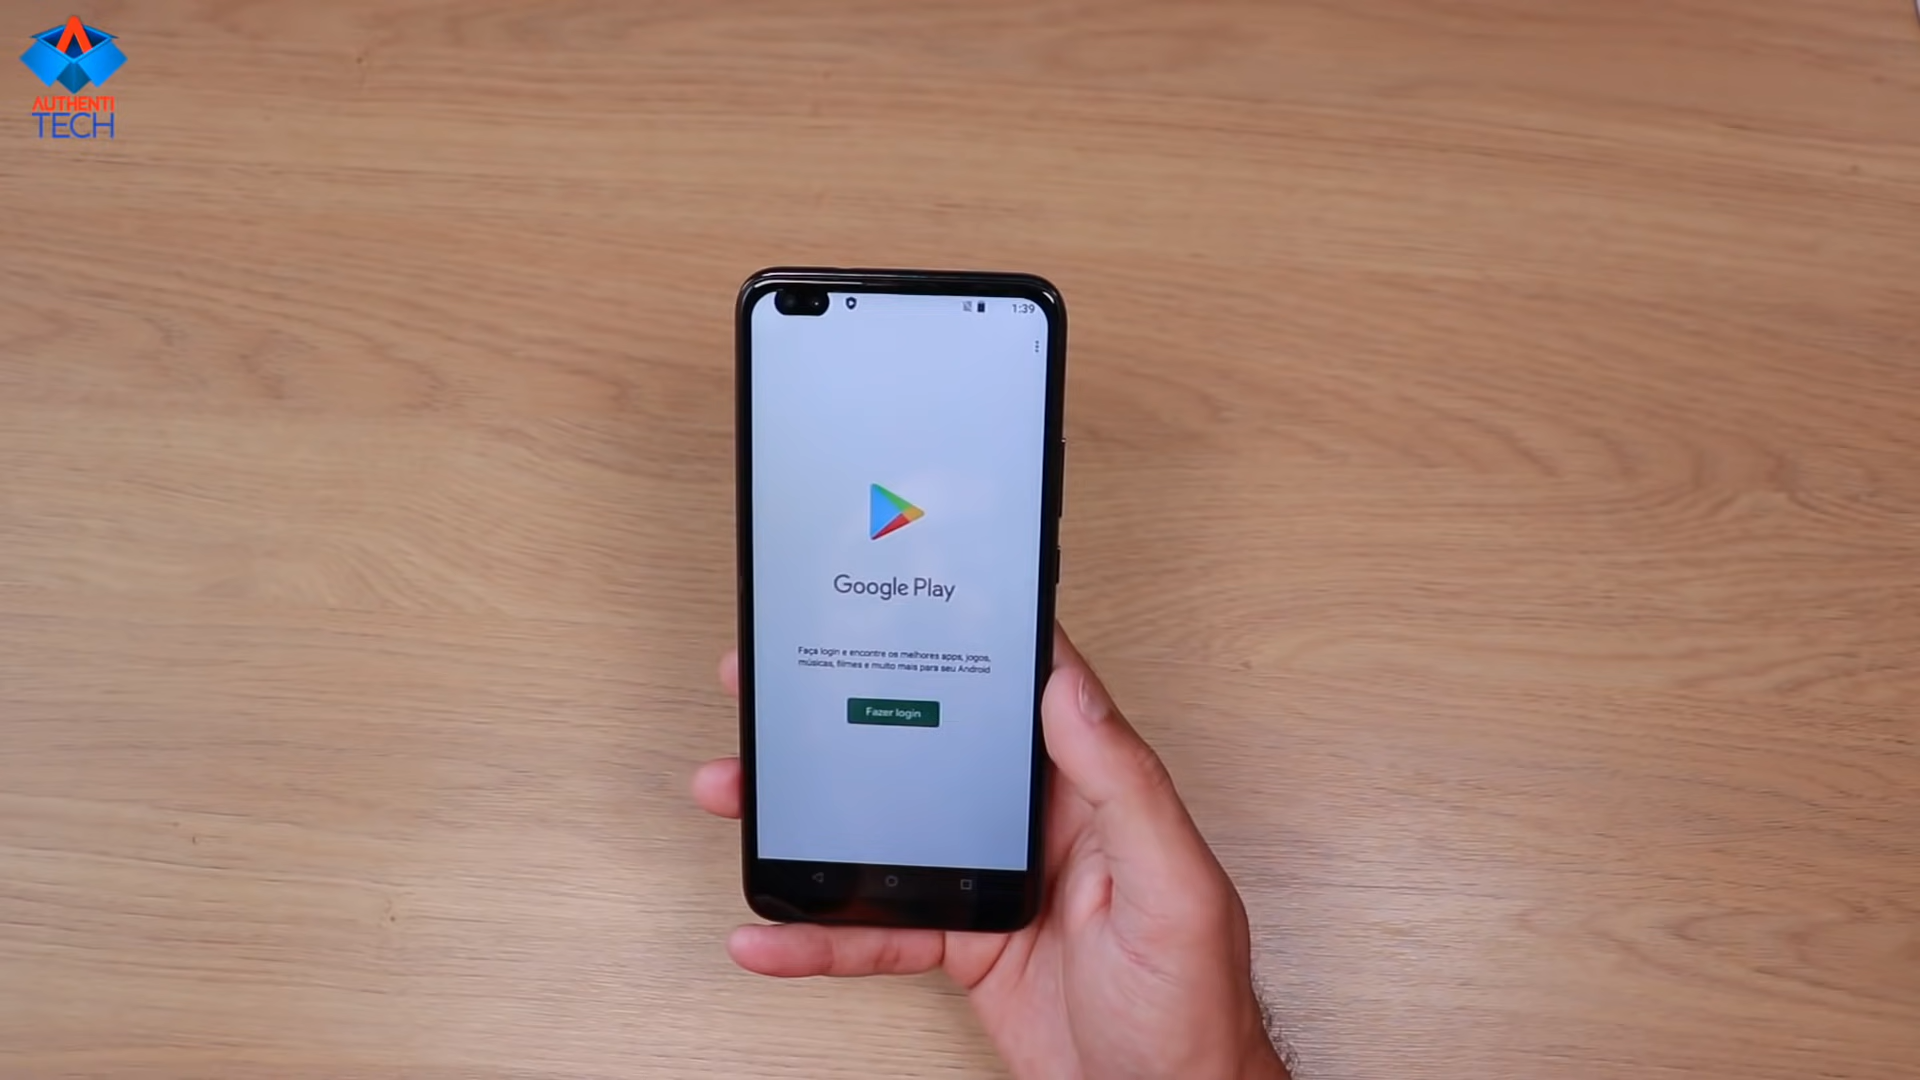 AUTHENTI
TECH
1:39
Google Play
Faça login e encontre os melhores apps, jogos,
músicas, filmes e muito mais para seu Android
Fazer login